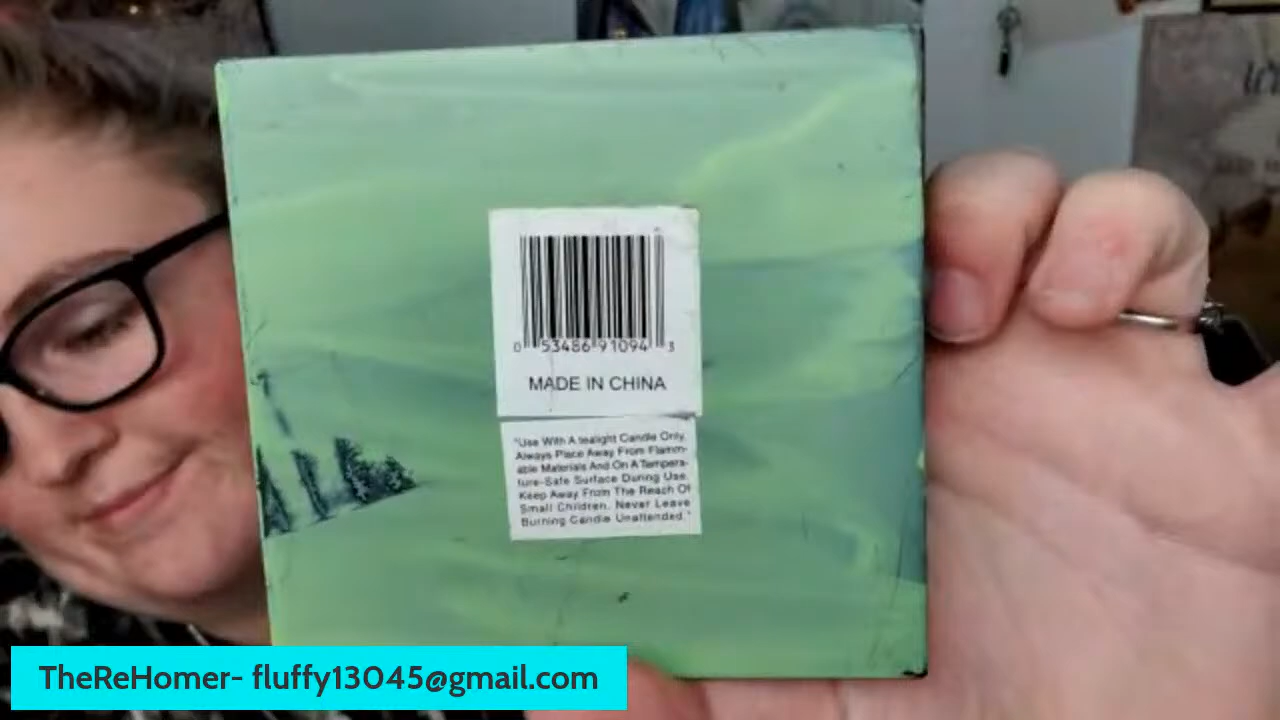 0 53486 91094 3
MADE IN CHINA
"Use With A tealight Candle Only.
Always Place Away From Flamm-
able Materials And On A Tempera-
ture-Safe Surface During Use.
Keep Away From The Reach Of
Small Children. Never Leave
Burning Candle Unattended."
TheReHomer- fluffy13045@gmail.com